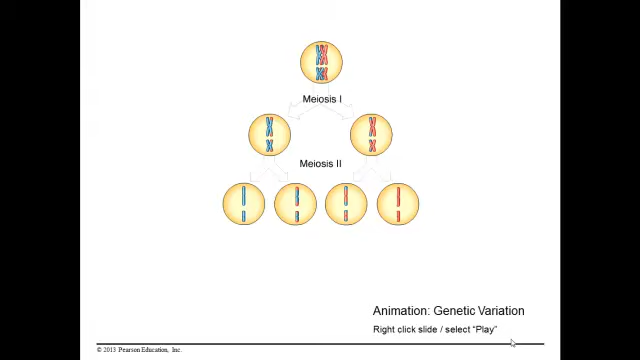 Meiosis I
Meiosis II
Animation: Genetic Variation
Right click slide / select “Play”
© 2013 Pearson Education, Inc.